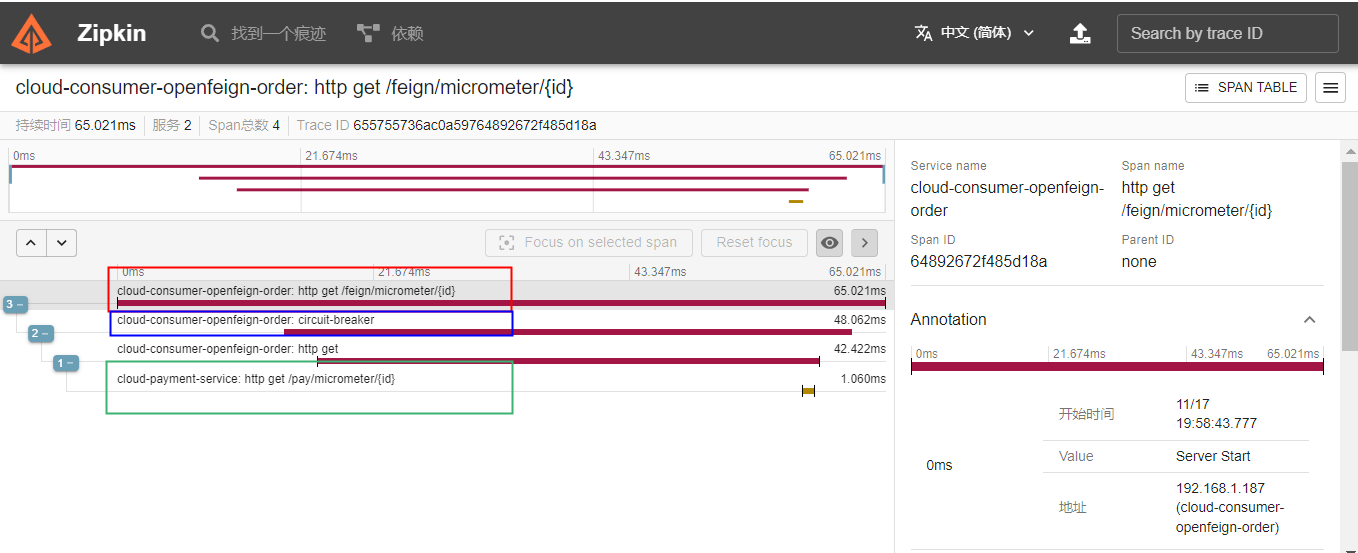 Zipkin
找到一个痕迹
依赖
中文 (简体)
Search by trace ID
cloud-consumer-openfeign-order: http get /feign/micrometer/{id}
SPAN TABLE
持续时间 65.021ms 服务 2 Span总数 4 Trace ID 655755736ac0a59764892672f485d18a
0ms 21.674ms 43.347ms 65.021ms
Focus on selected span
Reset focus
0ms 21.674ms 43.347ms 65.021ms
cloud-consumer-openfeign-order: http get /feign/micrometer/{id} 65.021ms
3 −
cloud-consumer-openfeign-order: circuit-breaker 48.062ms
2 −
cloud-consumer-openfeign-order: http get 42.422ms
1 −
cloud-payment-service: http get /pay/micrometer/{id} 1.060ms
Service name
cloud-consumer-openfeign-
order
Span name
http get
/feign/micrometer/{id}
Span ID
64892672f485d18a
Parent ID
none
Annotation
0ms 21.674ms 43.347ms 65.021ms
0ms
开始时间
11/17
19:58:43.777
Value
Server Start
地址
192.168.1.187
(cloud-consumer-
openfeign-order)